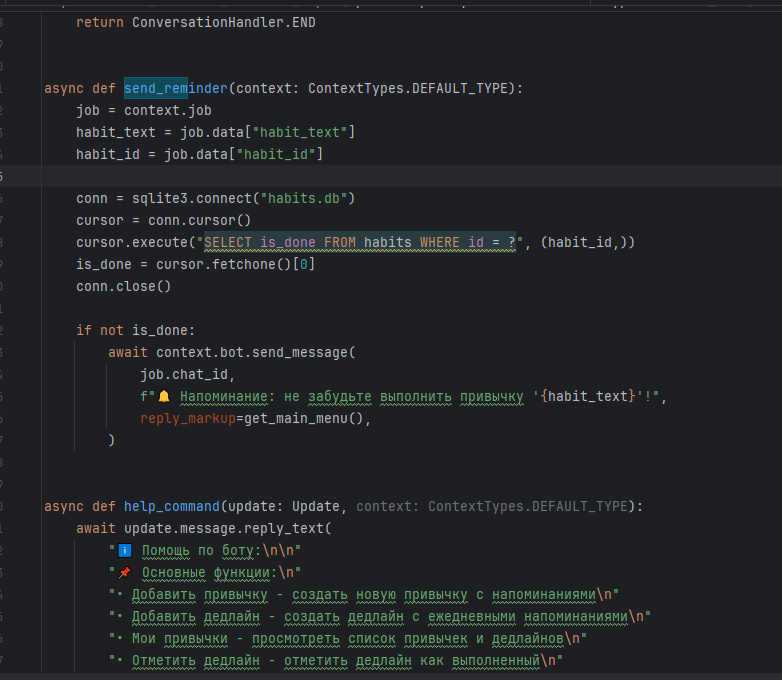 return ConversationHandler.END
async def send_reminder(context: ContextTypes.DEFAULT_TYPE):
job = context.job
habit_text = job.data["habit_text"]
habit_id = job.data["habit_id"]
conn = sqlite3.connect("habits.db")
cursor = conn.cursor()
cursor.execute("SELECT is_done FROM habits WHERE id = ?", (habit_id,))
is_done = cursor.fetchone()[0]
conn.close()
if not is_done:
await context.bot.send_message(
job.chat_id,
f"🔔 Напоминание: не забудьте выполнить привычку '{habit_text}'!",
reply_markup=get_main_menu(),
)
async def help_command(update: Update, context: ContextTypes.DEFAULT_TYPE):
await update.message.reply_text(
"ℹ️ Помощь по боту:\n\n"
"📌 Основные функции:\n"
"• Добавить привычку - создать новую привычку с напоминаниями\n"
"• Добавить дедлайн - создать дедлайн с ежедневными напоминаниями\n"
"• Мои привычки - просмотреть список привычек и дедлайнов\n"
"• Отметить дедлайн - отметить дедлайн как выполненный\n"